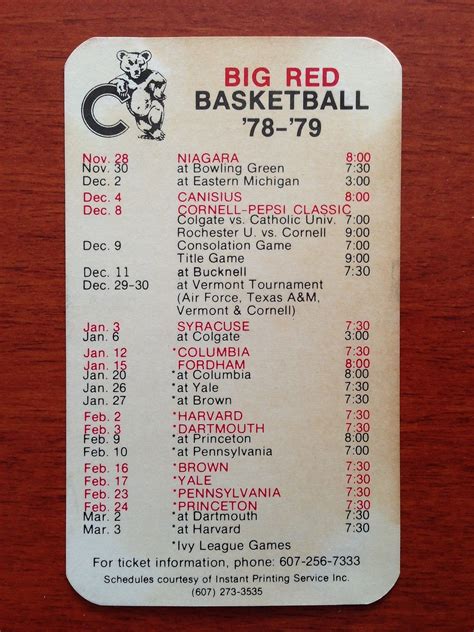 C
BIG RED
BASKETBALL
'78-'79
Nov. 28 NIAGARA 8:00
Nov. 30 at Bowling Green 7:30
Dec. 2 at Eastern Michigan 3:00
Dec. 4 CANISIUS 8:00
Dec. 8 CORNELL-PEPSI CLASSIC
Colgate vs. Catholic Univ. 7:00
Rochester U. vs. Cornell 9:00
Dec. 9 Consolation Game 7:00
Title Game 9:00
Dec. 11 at Bucknell 7:30
Dec. 29-30 at Vermont Tournament
(Air Force, Texas A&M,
Vermont & Cornell)
Jan. 3 SYRACUSE 7:30
Jan. 6 at Colgate 3:00
Jan. 12 *COLUMBIA 7:30
Jan. 15 FORDHAM 8:00
Jan. 20 *at Columbia 8:00
Jan. 26 *at Yale 7:30
Jan. 27 *at Brown 7:30
Feb. 2 *HARVARD 7:30
Feb. 3 *DARTMOUTH 7:30
Feb. 9 *at Princeton 8:00
Feb. 10 *at Pennsylvania 7:00
Feb. 16 *BROWN 7:30
Feb. 17 *YALE 7:30
Feb. 23 *PENNSYLVANIA 7:30
Feb. 24 *PRINCETON 7:30
Mar. 2 *at Dartmouth 7:30
Mar. 3 *at Harvard 7:30
*Ivy League Games
For ticket information, phone: 607-256-7333
Schedules courtesy of Instant Printing Service Inc.
(607) 273-3535